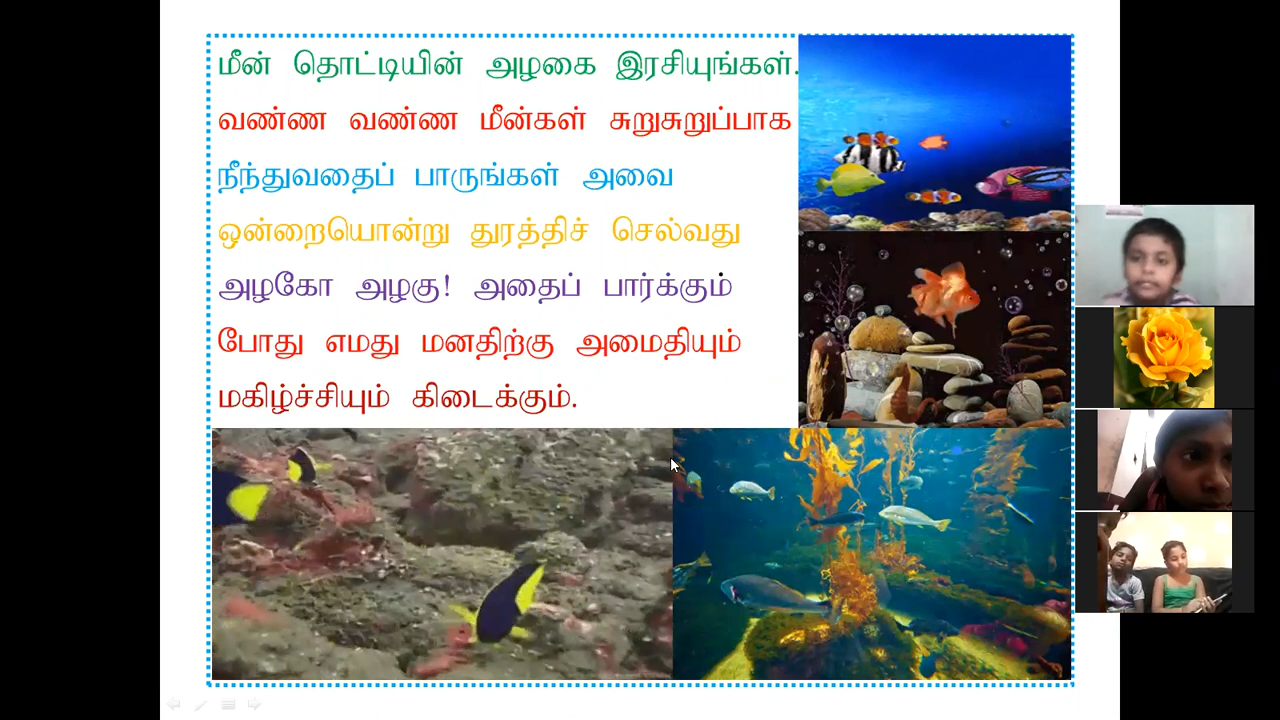 மீன் தொட்டியின் அழகை இரசியுங்கள்.
வண்ண வண்ண மீன்கள் சுறுசுறுப்பாக
நீந்துவதைப் பாருங்கள் அவை
ஒன்றையொன்று துரத்திச் செல்வது
அழகோ அழகு! அதைப் பார்க்கும்
போது எமது மனதிற்கு அமைதியும்
மகிழ்ச்சியும் கிடைக்கும்.